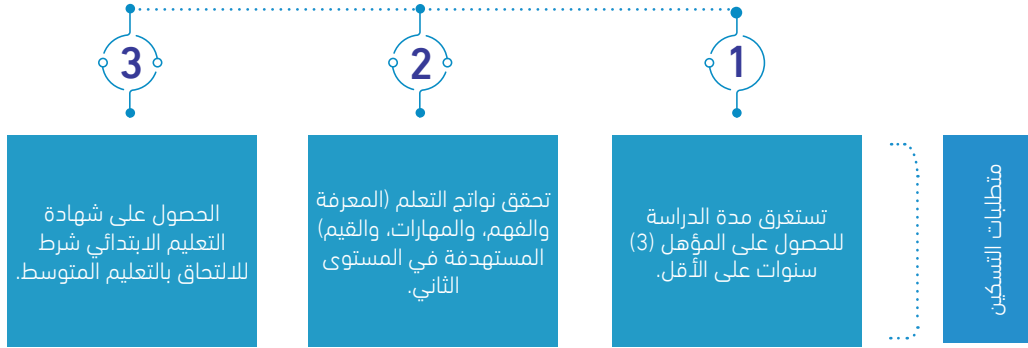 متطلبات التسكين
1
تستغرق مدة الدراسة
للحصول على المؤهل (3)
سنوات على الأقل.
2
تحقق نواتج التعلم (المعرفة
والفهم، والمهارات، والقيم)
المستهدفة في المستوى
الثاني.
3
الحصول على شهادة
التعليم الابتدائي شرط
للالتحاق بالتعليم المتوسط.